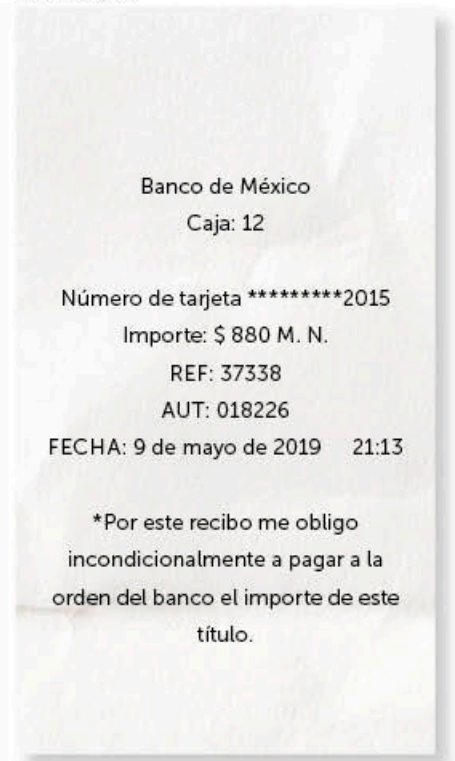 Banco de México
Caja: 12
Número de tarjeta *********2015
Importe: $ 880 M. N.
REF: 37338
AUT: 018226
FECHA: 9 de mayo de 2019 21:13
*Por este recibo me obligo
incondicionalmente a pagar a la
orden del banco el importe de este
título.